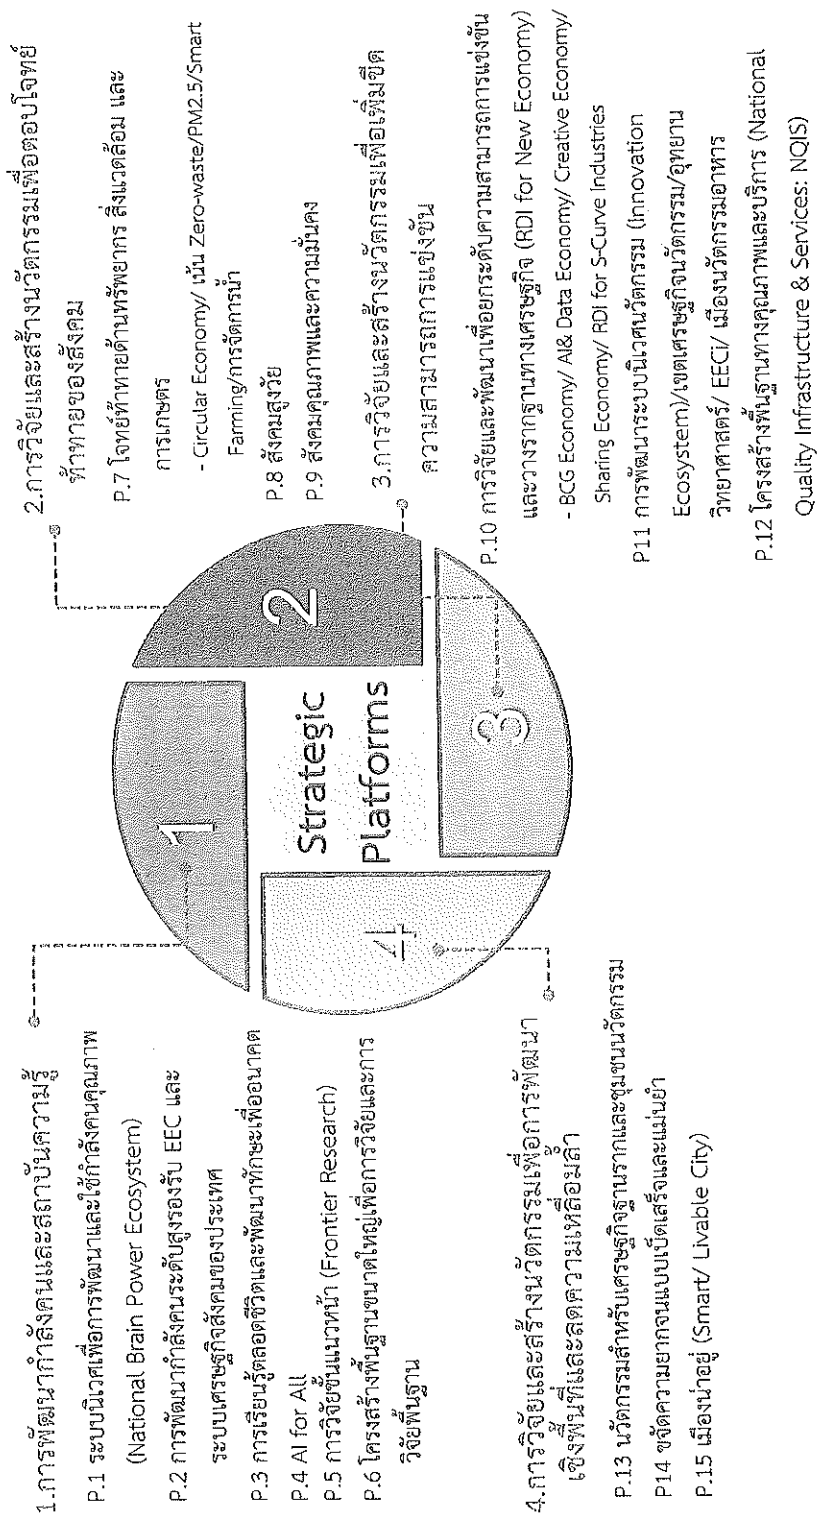 1.การพัฒนากำลังคนและสถาบันความรู้
P.1 ระบบนิเวศเพื่อการพัฒนาและใช้กำลังคนคุณภาพ
(National Brain Power Ecosystem)
P.2 การพัฒนากำลังคนระดับสูงรองรับ EEC และ
ระบบเศรษฐกิจสังคมของประเทศ
P.3 การเรียนรู้ตลอดชีวิตและพัฒนาทักษะเพื่ออนาคต
P.4 AI for All
P.5 การวิจัยขั้นแนวหน้า (Frontier Research)
P.6 โครงสร้างพื้นฐานขนาดใหญ่เพื่อการวิจัยและการ
วิจัยพื้นฐาน
2.การวิจัยและสร้างนวัตกรรมเพื่อตอบโจทย์
ท้าทายของสังคม
P.7 โจทย์ท้าทายด้านทรัพยากร สิ่งแวดล้อม และ
การเกษตร
- Circular Economy/ เน้น Zero-waste/PM2.5/Smart
Farming/การจัดการน้ำ
P.8 สังคมสูงวัย
P.9 สังคมคุณภาพและความมั่นคง
3.การวิจัยและสร้างนวัตกรรมเพื่อเพิ่มขีด
ความสามารถการแข่งขัน
P.10 การวิจัยและพัฒนาเพื่อยกระดับความสามารถการแข่งขัน
และวางรากฐานทางเศรษฐกิจ (RDI for New Economy)
- BCG Economy/ AI& Data Economy/ Creative Economy/
Sharing Economy/ RDI for S-Curve Industries
P11 การพัฒนาระบบนิเวศนวัตกรรม (Innovation
Ecosystem)/เขตเศรษฐกิจนวัตกรรม/อุทยาน
วิทยาศาสตร์/ EECi/ เมืองนวัตกรรมอาหาร
P.12 โครงสร้างพื้นฐานทางคุณภาพและบริการ (National
Quality Infrastructure & Services: NQIS)
4.การวิจัยและสร้างนวัตกรรมเพื่อการพัฒนา
เชิงพื้นที่และลดความเหลื่อมล้ำ
P.13 นวัตกรรมสำหรับเศรษฐกิจฐานรากและชุมชนนวัตกรรม
P14 ขจัดความยากจนแบบเบ็ดเสร็จและแม่นยำ
P.15 เมืองน่าอยู่ (Smart/ Livable City)
1
2
Strategic
Platforms
4
3